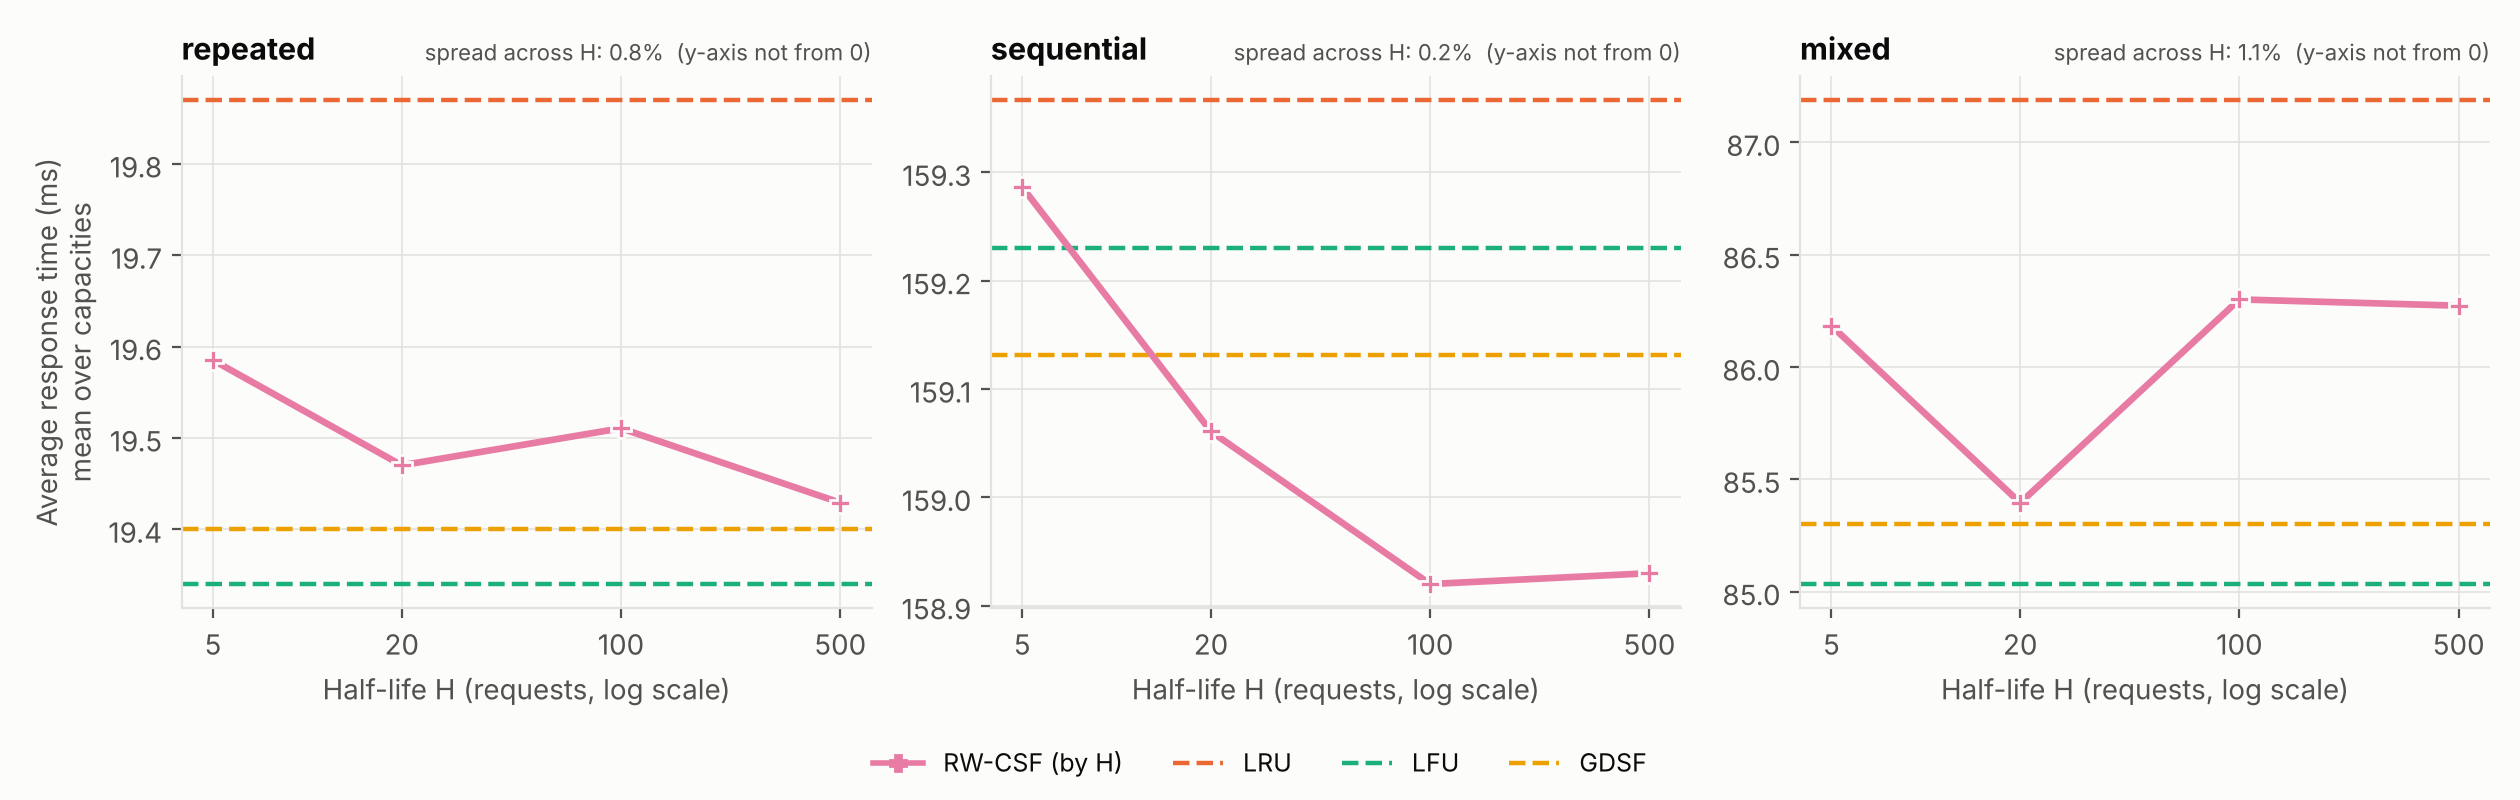 repeated
spread across H: 0.8% (y-axis not from 0)
sequential
spread across H: 0.2% (y-axis not from 0)
mixed
spread across H: 1.1% (y-axis not from 0)
Average response time (ms)
mean over capacities
19.8
19.7
19.6
19.5
19.4
5
20
100
500
Half-life H (requests, log scale)
159.3
159.2
159.1
159.0
158.9
5
20
100
500
Half-life H (requests, log scale)
87.0
86.5
86.0
85.5
85.0
5
20
100
500
Half-life H (requests, log scale)
RW-CSF (by H)
LRU
LFU
GDSF